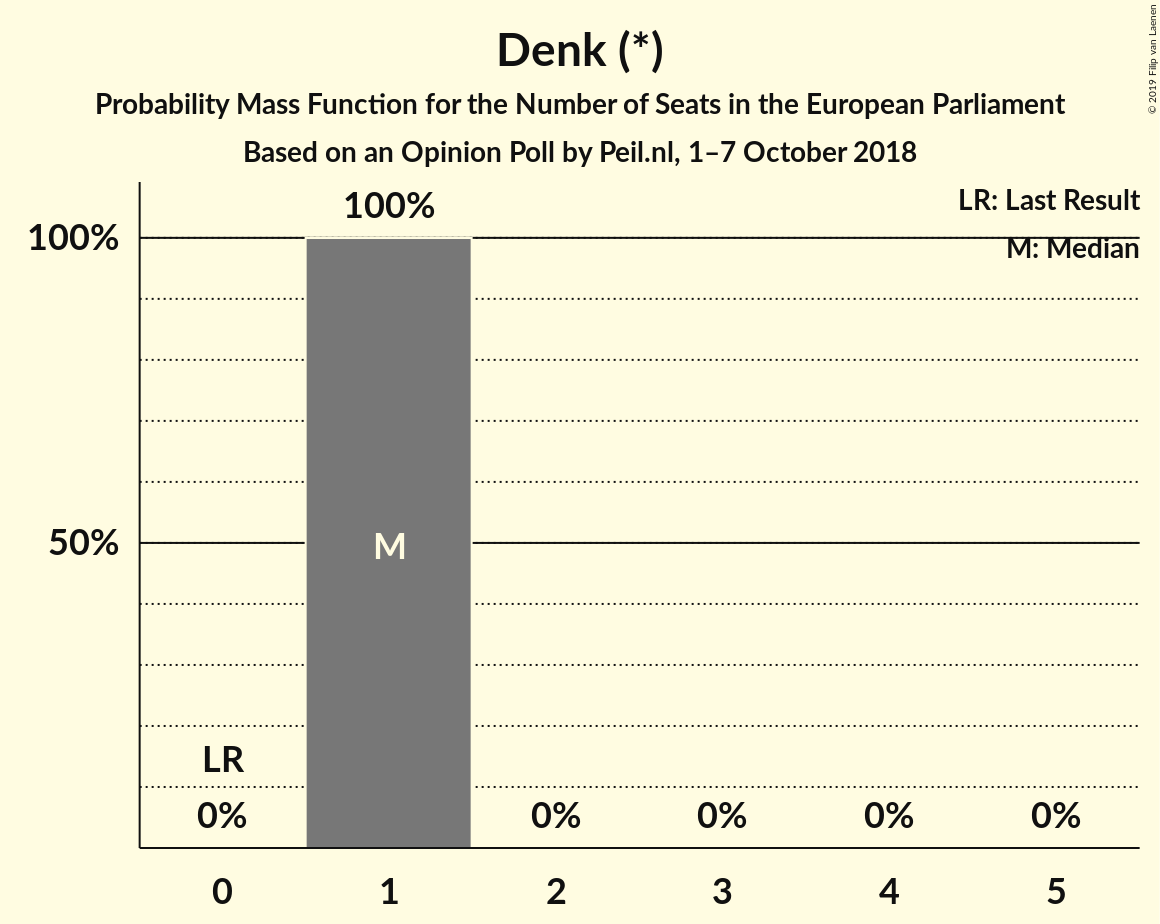 Denk (*)
Probability Mass Function for the Number of Seats in the European Parliament
Based on an Opinion Poll by Peil.nl, 1–7 October 2018
© 2019 Filip van Laenen
LR: Last Result
M: Median
100%
100%
50%
M
LR
0%
0%
0%
0%
0%
0
1
2
3
4
5